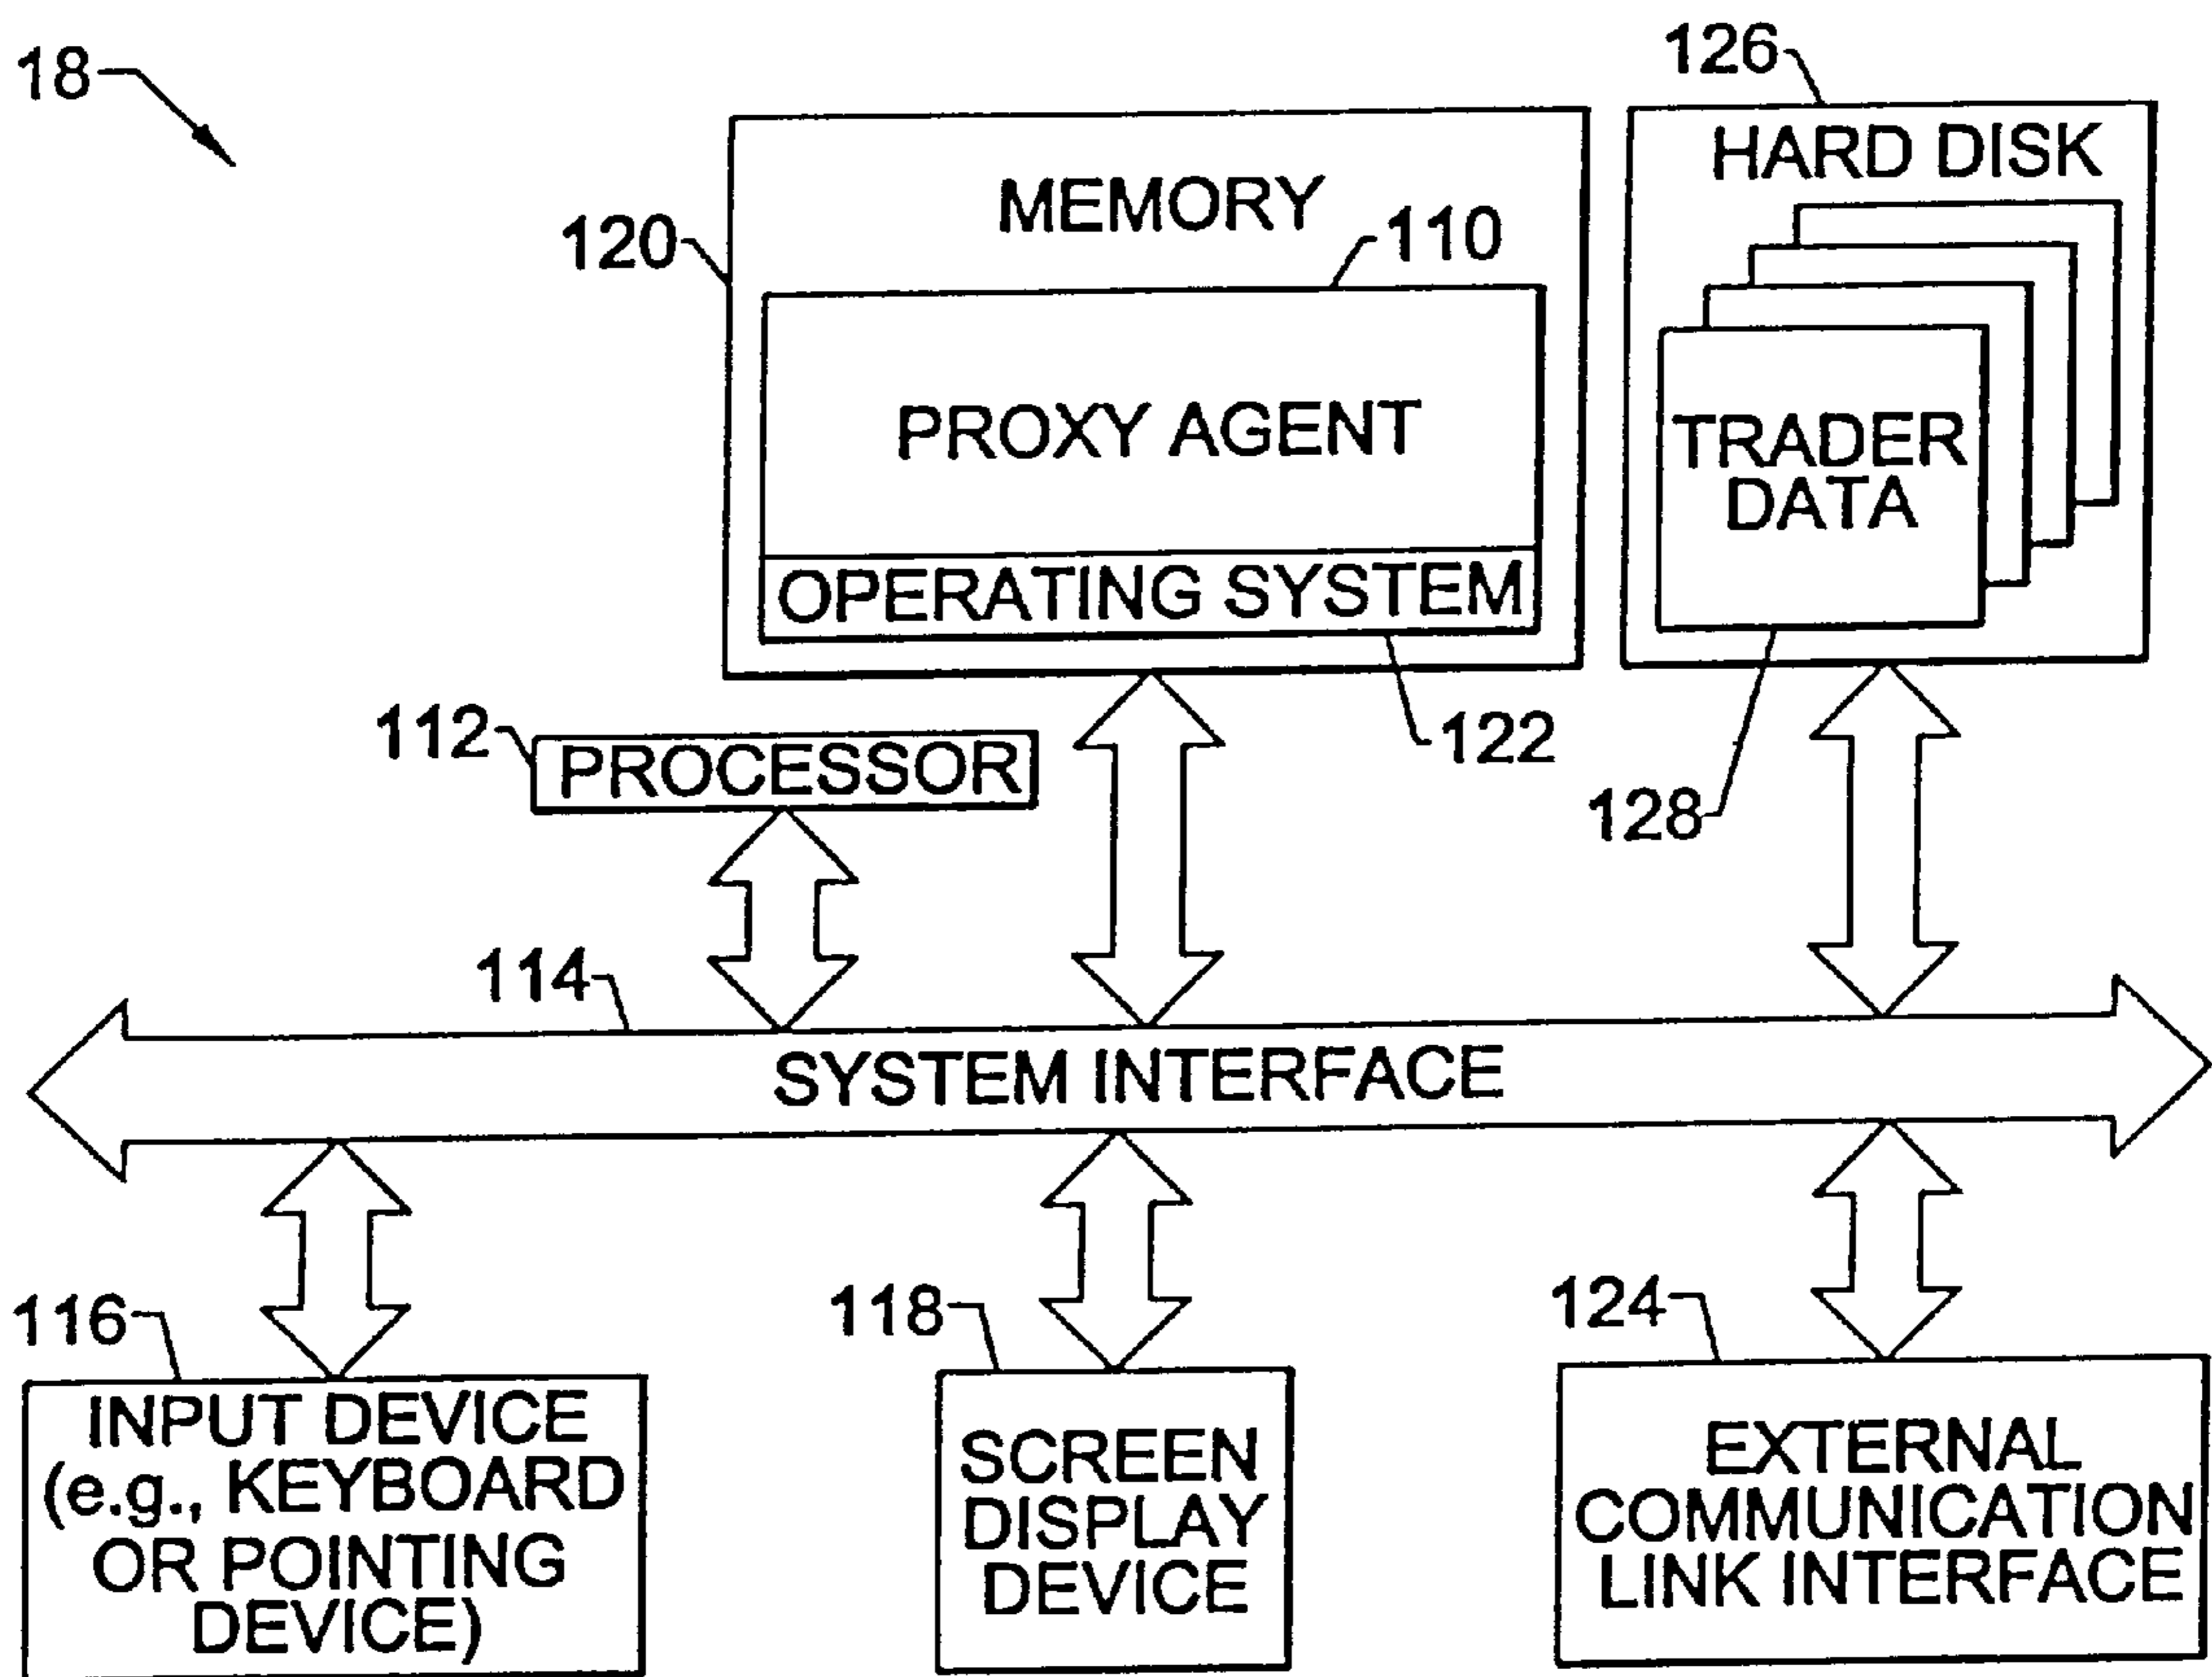 18
126
HARD DISK
MEMORY
120
110
PROXY AGENT
TRADER
DATA
OPERATING SYSTEM
112
PROCESSOR
122
128
114
SYSTEM INTERFACE
116
118
124
INPUT DEVICE
(e.g., KEYBOARD
OR POINTING
DEVICE)
SCREEN
DISPLAY
DEVICE
EXTERNAL
COMMUNICATION
LINK INTERFACE